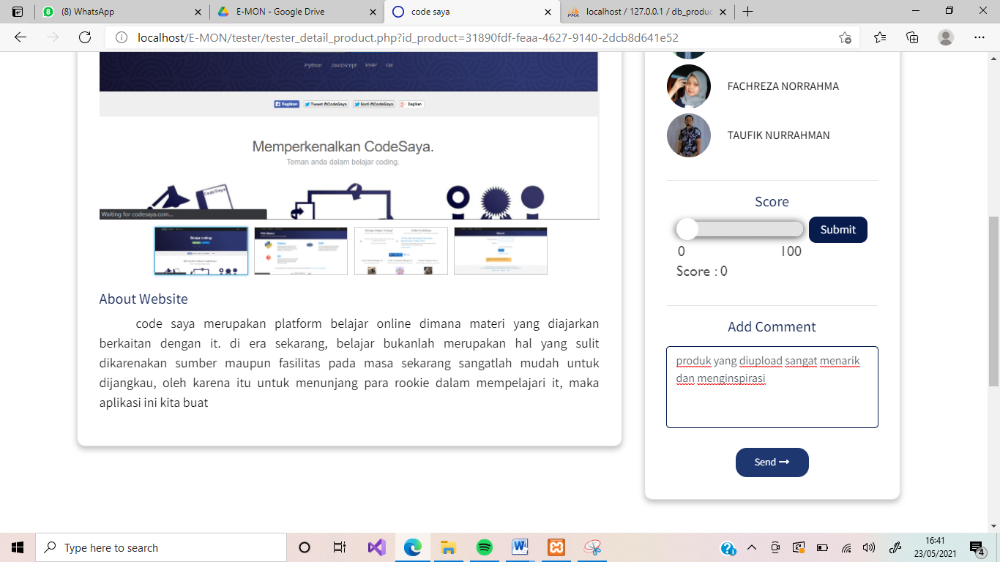 (8) WhatsApp
E-MON - Google Drive
code saya
localhost / 127.0.0.1 / db_produc
localhost/E-MON/tester/tester_detail_product.php?id_product=31890fdf-feaa-4627-9140-2dcb8d641e52
Python JavaScript PHP Git
Bagikan Tweet @CodeSaya Ikuti @CodeSaya Bagikan
Memperkenalkan CodeSaya.
Teman anda dalam belajar coding.
CodeSaya
Waiting for codesaya.com...
About Website
code saya merupakan platform belajar online dimana materi yang diajarkan
berkaitan dengan it. di era sekarang, belajar bukanlah merupakan hal yang sulit
dikarenakan sumber maupun fasilitas pada masa sekarang sangatlah mudah untuk
dijangkau, oleh karena itu untuk menunjang para rookie dalam mempelajari it, maka
aplikasi ini kita buat
FACHREZA NORRAHMA
TAUFIK NURRAHMAN
Score
Submit
0 100
Score : 0
Add Comment
produk yang diupload sangat menarik
dan menginspirasi
Send
Type here to search
16:41
23/05/2021
4